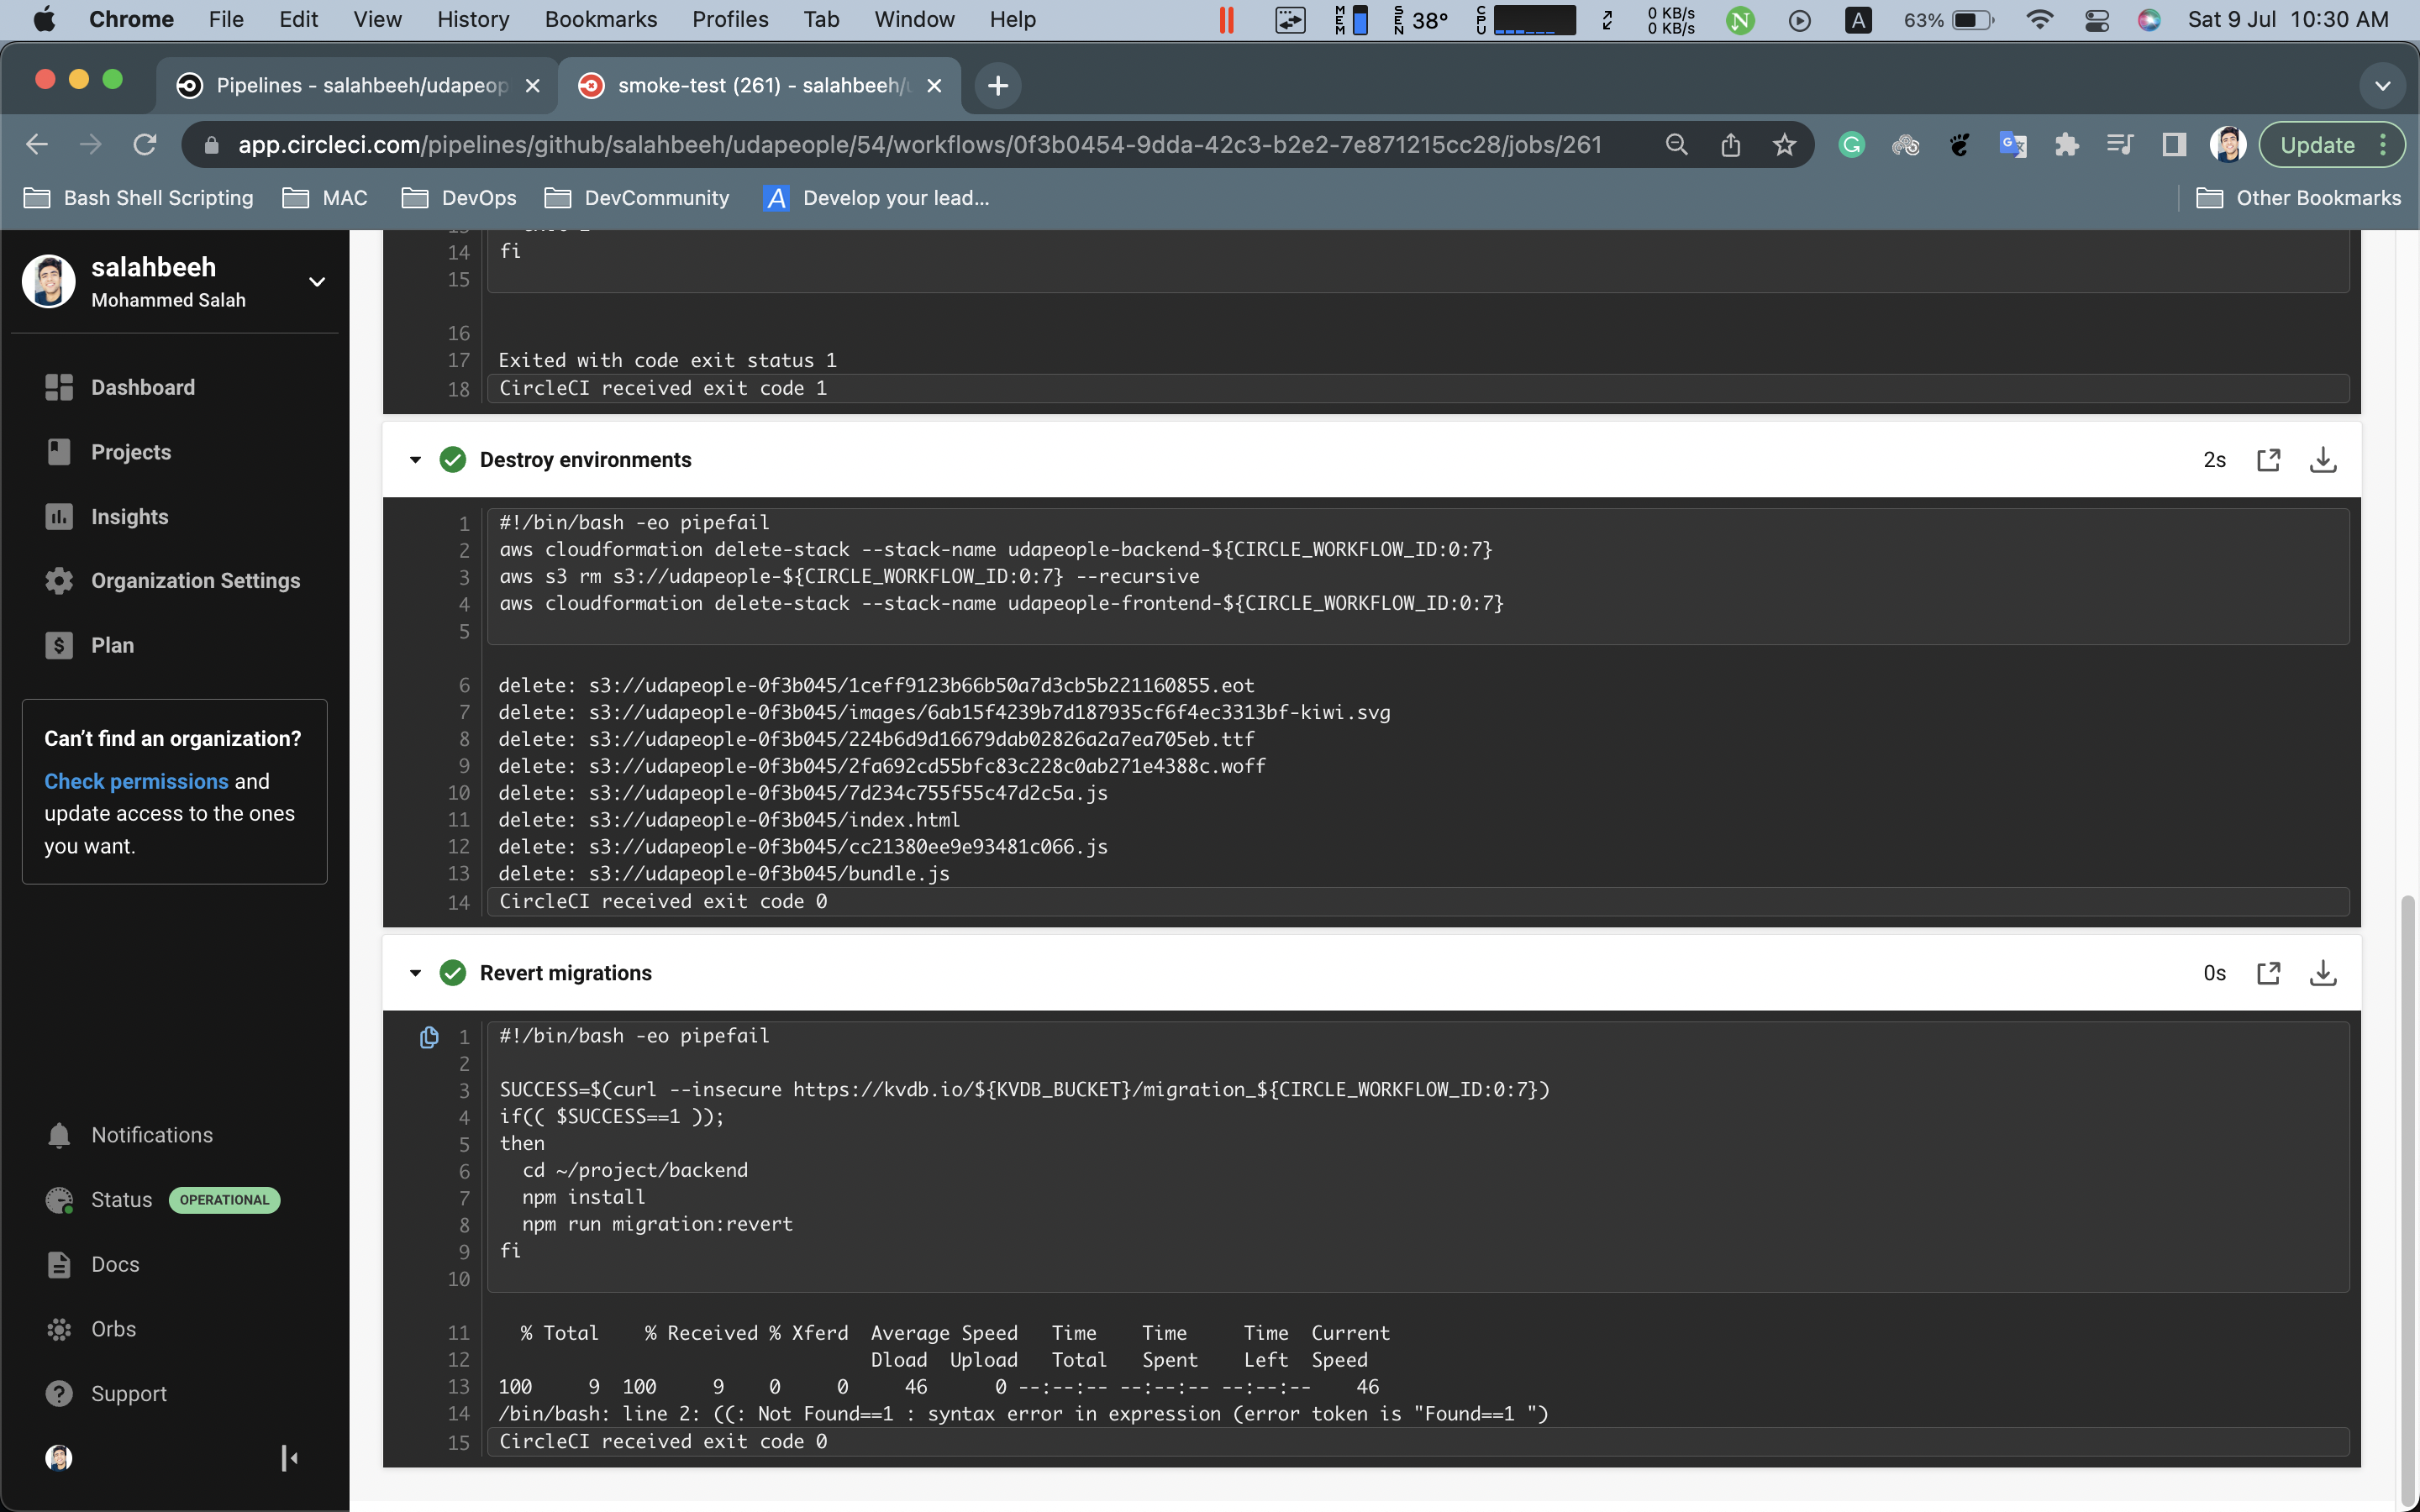 Chrome File Edit View History Bookmarks Profiles Tab Window Help
MEM SEN 38° CPU 0 KB/s 0 KB/s N A 63% Sat 9 Jul 10:30 AM
Pipelines - salahbeeh/udapeop
smoke-test (261) - salahbeeh/
app.circleci.com/pipelines/github/salahbeeh/udapeople/54/workflows/0f3b0454-9dda-42c3-b2e2-7e871215cc28/jobs/261
Update
Bash Shell Scripting MAC DevOps DevCommunity A Develop your lead... Other Bookmarks
salahbeeh
Mohammed Salah
Dashboard
Projects
Insights
Organization Settings
Plan
Can't find an organization?
Check permissions and
update access to the ones
you want.
Notifications
Status OPERATIONAL
Docs
Orbs
Support
14 fi
15
16
17 Exited with code exit status 1
18 CircleCI received exit code 1
Destroy environments 2s
1 #!/bin/bash -eo pipefail
2 aws cloudformation delete-stack --stack-name udapeople-backend-${CIRCLE_WORKFLOW_ID:0:7}
3 aws s3 rm s3://udapeople-${CIRCLE_WORKFLOW_ID:0:7} --recursive
4 aws cloudformation delete-stack --stack-name udapeople-frontend-${CIRCLE_WORKFLOW_ID:0:7}
5
6 delete: s3://udapeople-0f3b045/1ceff9123b66b50a7d3cb5b221160855.eot
7 delete: s3://udapeople-0f3b045/images/6ab15f4239b7d187935cf6f4ec3313bf-kiwi.svg
8 delete: s3://udapeople-0f3b045/224b6d9d16679dab02826a2a7ea705eb.ttf
9 delete: s3://udapeople-0f3b045/2fa692cd55bfc83c228c0ab271e4388c.woff
10 delete: s3://udapeople-0f3b045/7d234c755f55c47d2c5a.js
11 delete: s3://udapeople-0f3b045/index.html
12 delete: s3://udapeople-0f3b045/cc21380ee9e93481c066.js
13 delete: s3://udapeople-0f3b045/bundle.js
14 CircleCI received exit code 0
Revert migrations 0s
1 #!/bin/bash -eo pipefail
2
3 SUCCESS=$(curl --insecure https://kvdb.io/${KVDB_BUCKET}/migration_${CIRCLE_WORKFLOW_ID:0:7})
4 if(( $SUCCESS==1 ));
5 then
6 cd ~/project/backend
7 npm install
8 npm run migration:revert
9 fi
10
11 % Total % Received % Xferd Average Speed Time Time Time Current
12 Dload Upload Total Spent Left Speed
13 100 9 100 9 0 0 46 0 --:--:-- --:--:-- --:--:-- 46
14 /bin/bash: line 2: ((: Not Found==1 : syntax error in expression (error token is "Found==1 ")
15 CircleCI received exit code 0